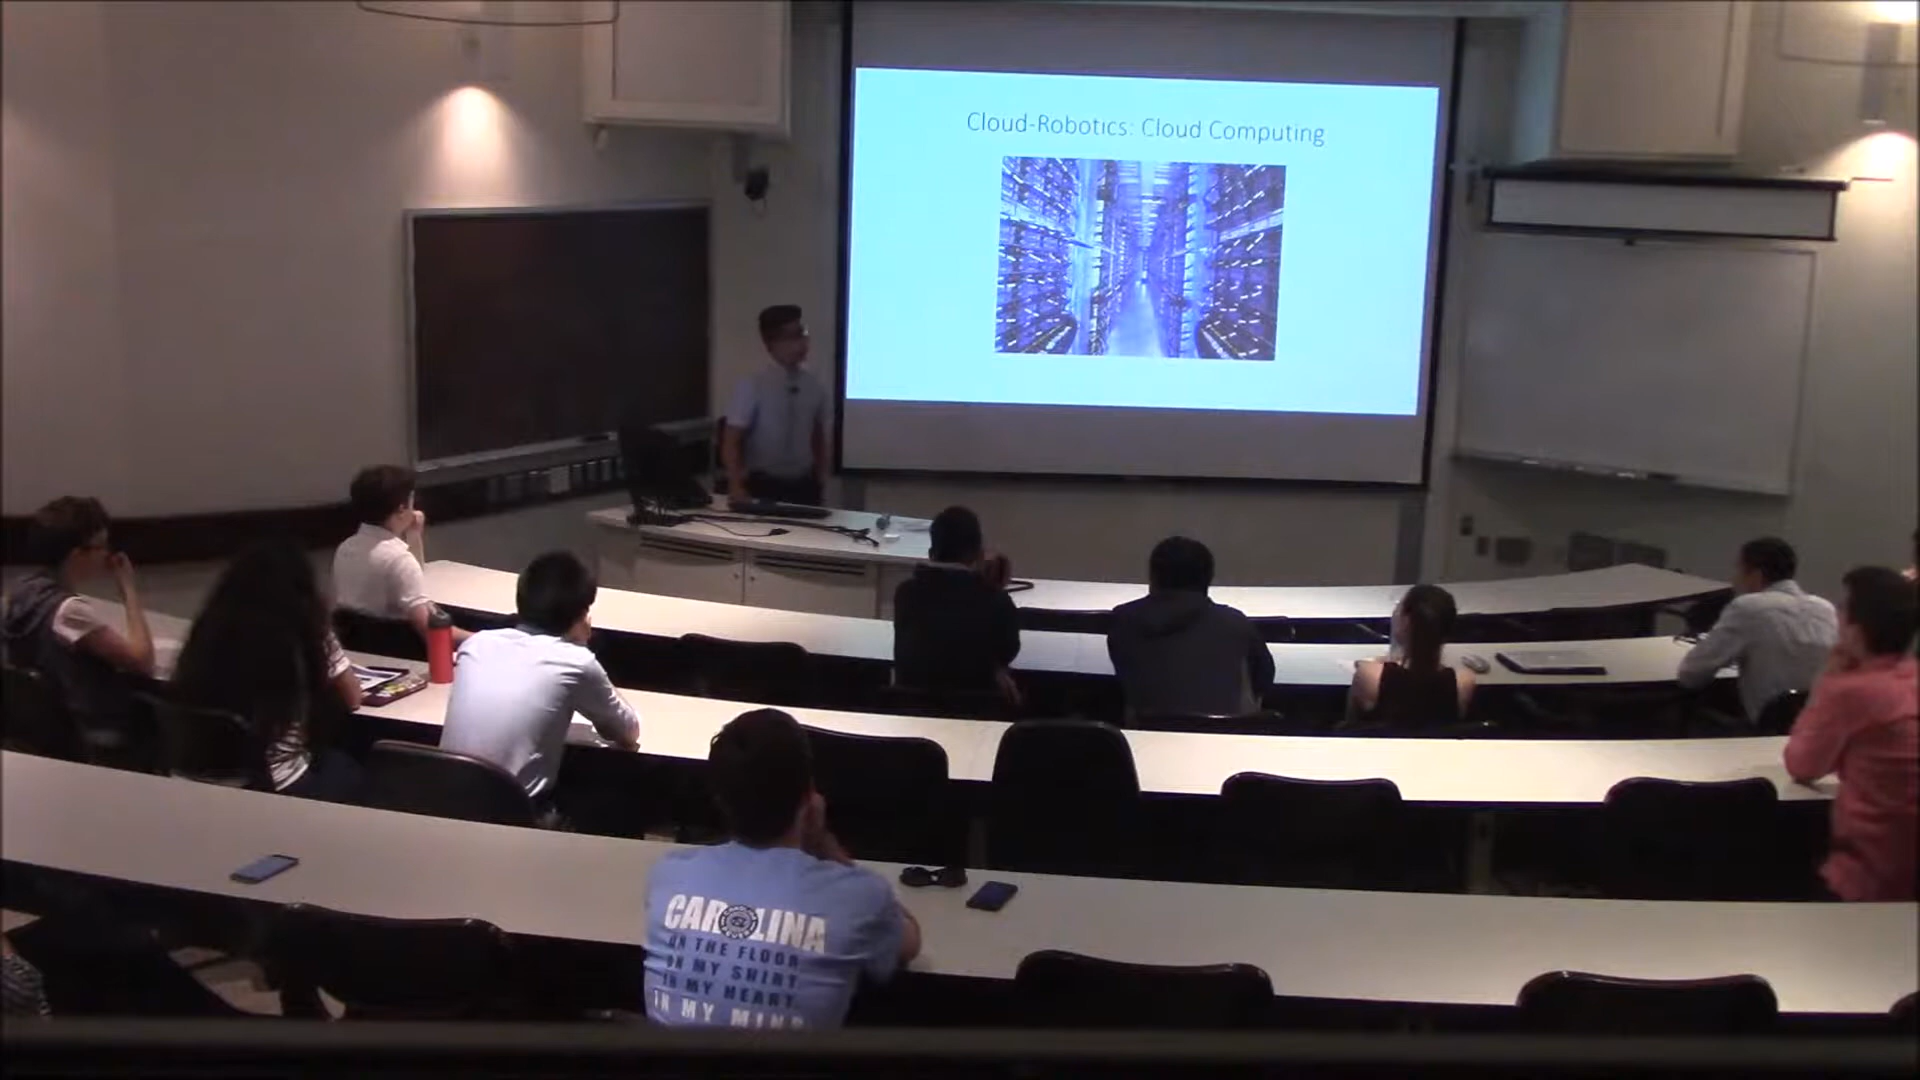 Cloud-Robotics: Cloud Computing
CAROLINA
ON THE FLOOR
ON MY SHIRT
IN MY HEART
IN MY MIND